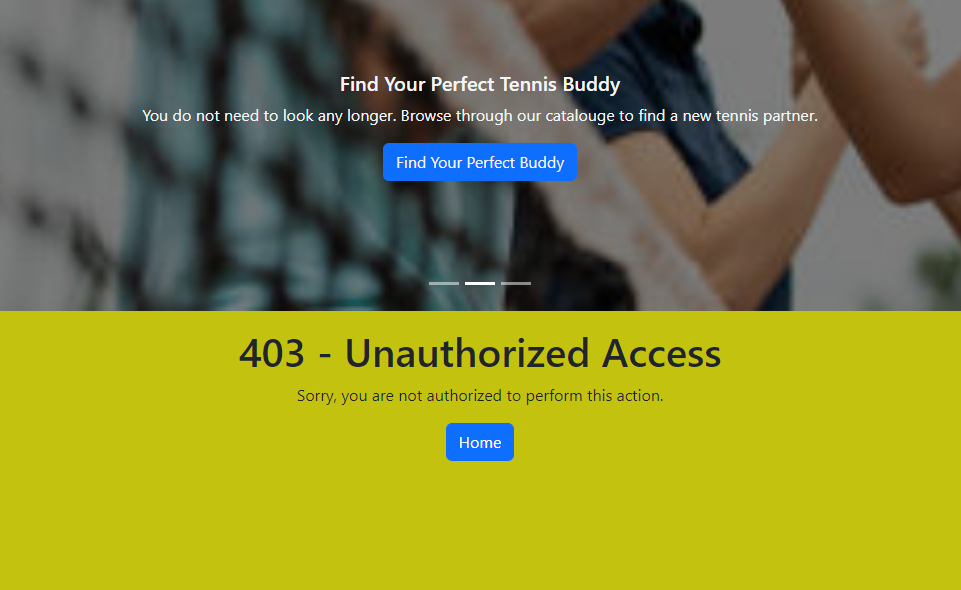 Find Your Perfect Tennis Buddy
You do not need to look any longer. Browse through our catalouge to find a new tennis partner.
Find Your Perfect Buddy
403 - Unauthorized Access
Sorry, you are not authorized to perform this action.
Home